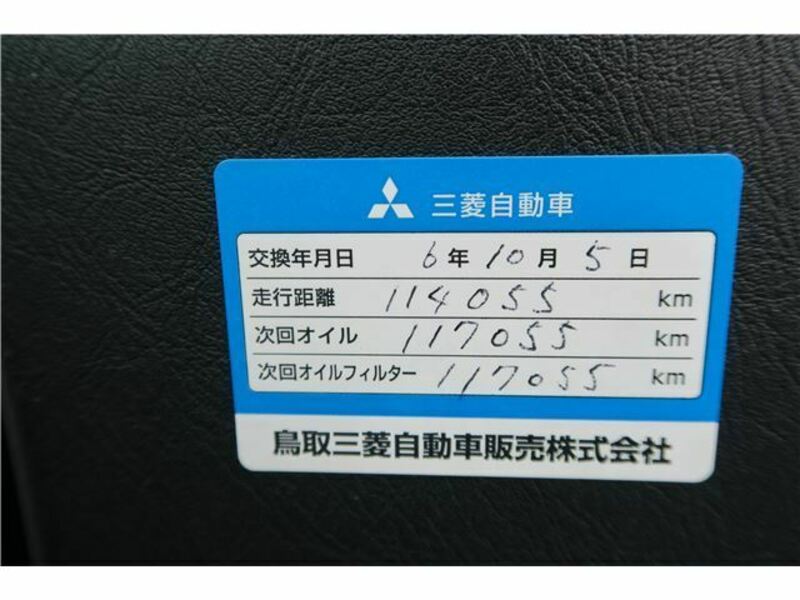 三菱自動車
交換年月日 6年10月5日
走行距離 114055 km
次回オイル 117055 km
次回オイルフィルター 117055 km
鳥取三菱自動車販売株式会社